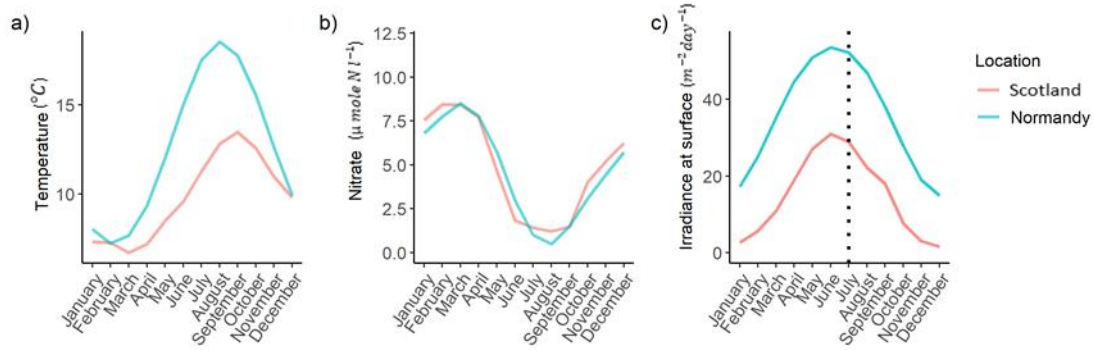 a)
Temperature (°C)
15
10
January
February
March
April
May
June
July
August
September
October
November
December
b)
Nitrate (μ mole N l⁻¹)
12.5
10.0
7.5
5.0
2.5
0.0
January
February
March
April
May
June
July
August
September
October
November
December
c)
Irradiance at surface (m⁻² day⁻¹)
40
20
0
January
February
March
April
May
June
July
August
September
October
November
December
Location
Scotland
Normandy